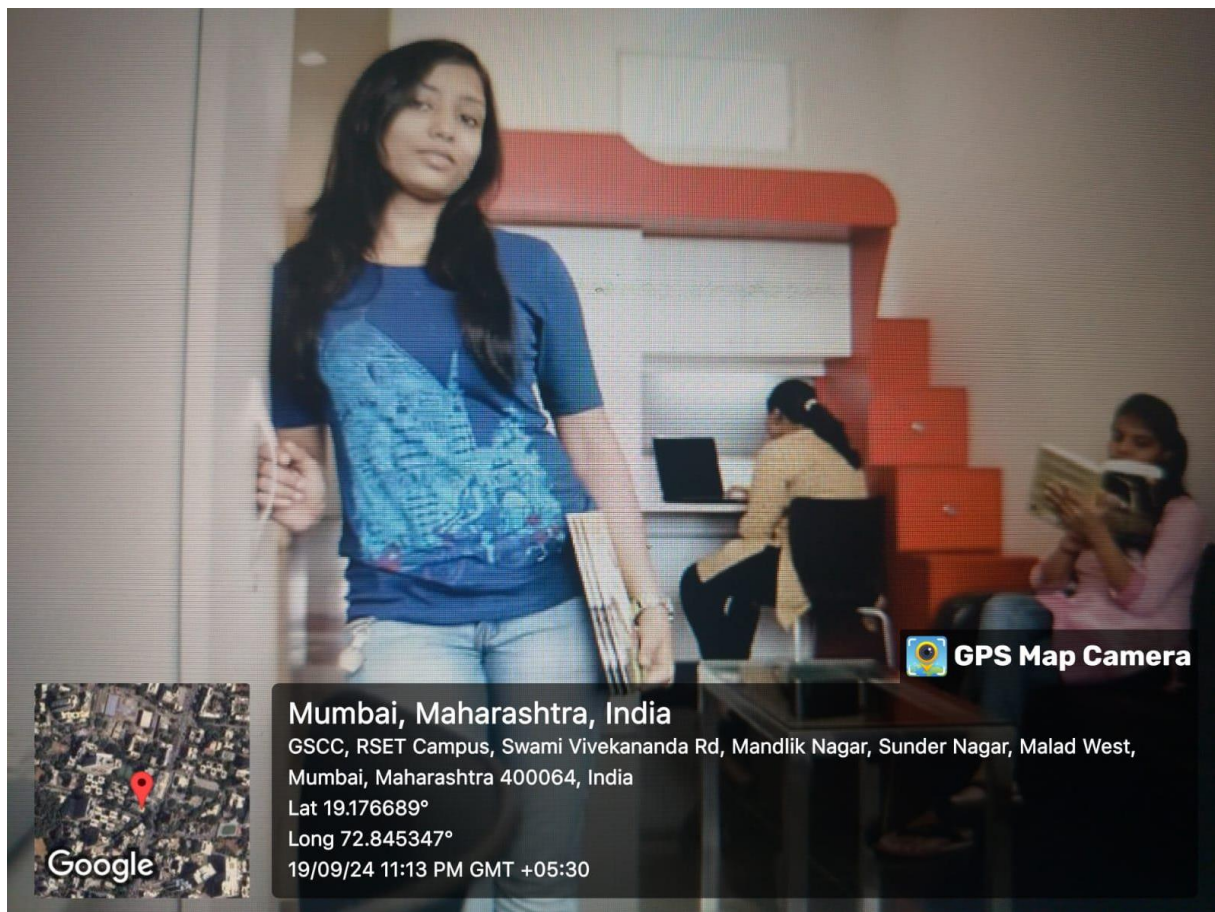 GPS Map Camera
Mumbai, Maharashtra, India
GSCC, RSET Campus, Swami Vivekananda Rd, Mandlik Nagar, Sunder Nagar, Malad West,
Mumbai, Maharashtra 400064, India
Lat 19.176689°
Long 72.845347°
19/09/24 11:13 PM GMT +05:30
Google